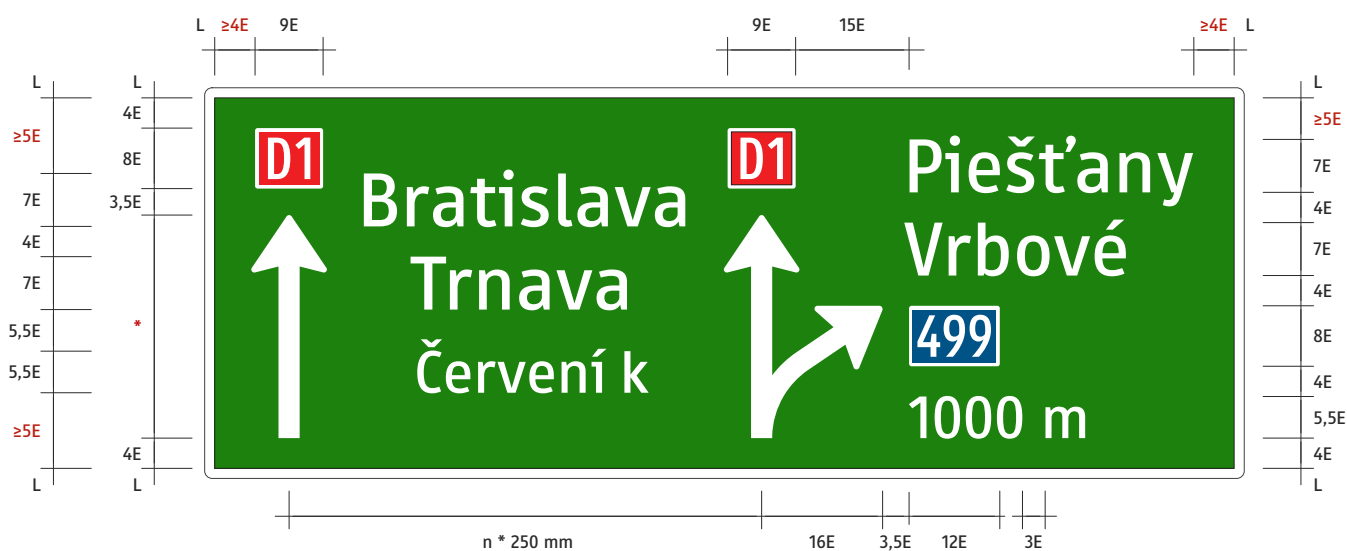 L ≥4E 9E 9E 15E ≥4E L
L L L
≥5E 4E ≥5E
8E 7E
7E 3,5E 4E
4E 7E
7E 4E
5,5E * 8E
5,5E 4E
≥5E 5,5E
4E 4E
L L L
D1
Bratislava
Trnava
Červení k
D1
Piešťany
Vrbové
499
1000 m
n * 250 mm 16E 3,5E 12E 3E